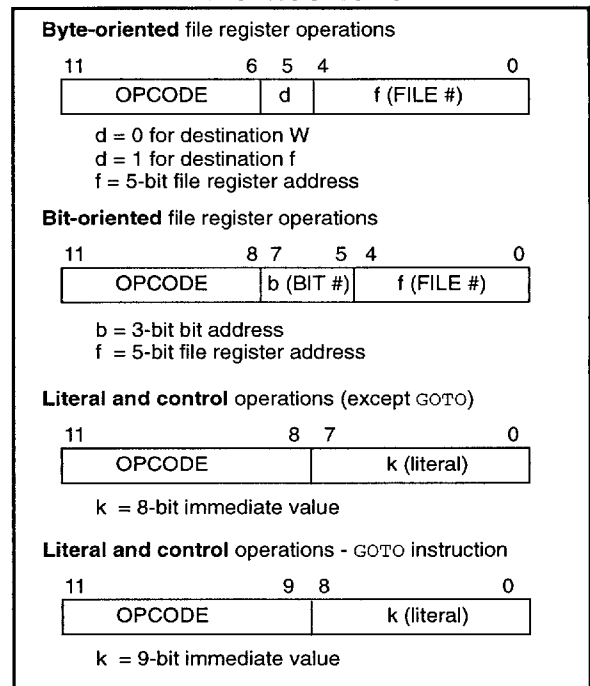 Byte-oriented file register operations
11 6 5 4 0
OPCODE d f (FILE #)
d = 0 for destination W
d = 1 for destination f
f = 5-bit file register address
Bit-oriented file register operations
11 8 7 5 4 0
OPCODE b (BIT #) f (FILE #)
b = 3-bit bit address
f = 5-bit file register address
Literal and control operations (except GOTO)
11 8 7 0
OPCODE k (literal)
k = 8-bit immediate value
Literal and control operations - GOTO instruction
11 9 8 0
OPCODE k (literal)
k = 9-bit immediate value